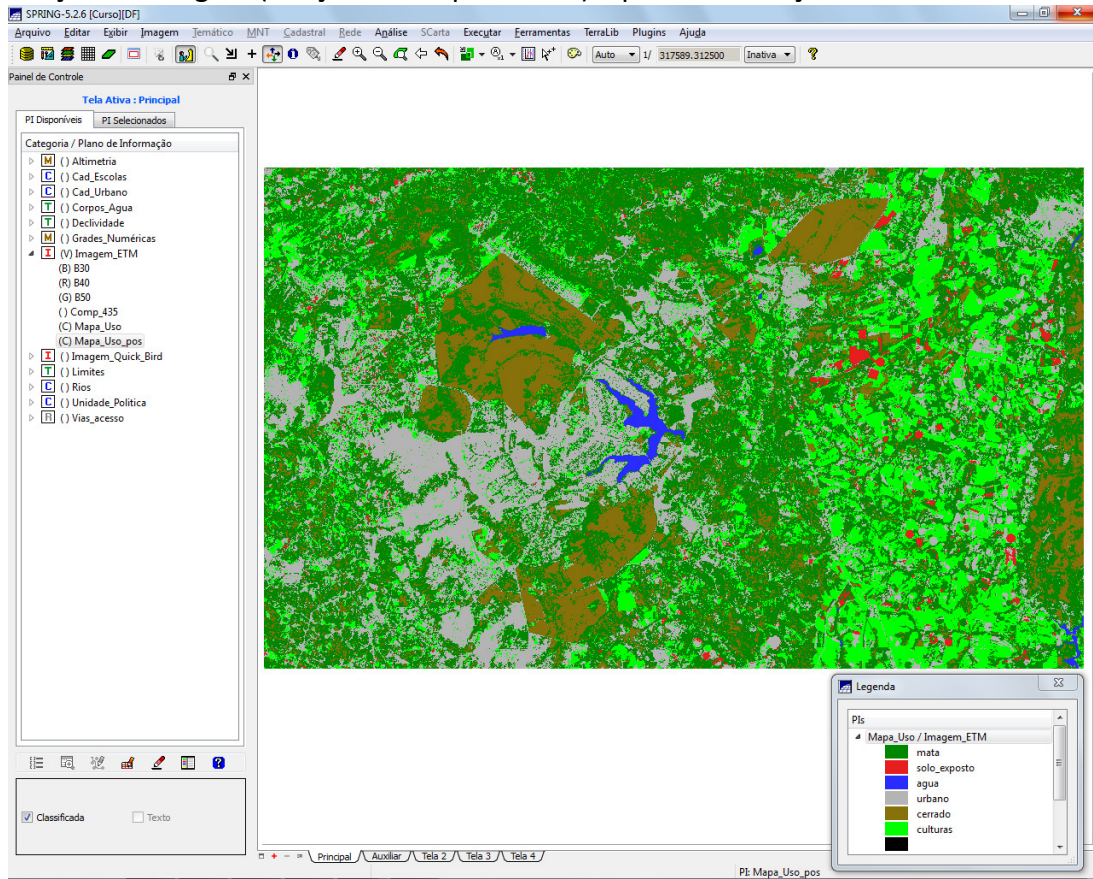 SPRING-5.2.6 [Curso][DF]
Arquivo Editar Exibir Imagem Temático MNT Cadastral Rede Análise SCarta Executar Ferramentas TerraLib Plugins Ajuda
Auto 1/ 317589.312500 Inativa
Painel de Controle
Tela Ativa : Principal
PI Disponíveis PI Selecionados
Categoria / Plano de Informação
M () Altimetria
C () Cad_Escolas
C () Cad_Urbano
T () Corpos_Agua
T () Declividade
M () Grades_Numéricas
I (V) Imagem_ETM
(B) B30
(R) B40
(G) B50
() Comp_435
(C) Mapa_Uso
(C) Mapa_Uso_pos
I () Imagem_Quick_Bird
T () Limites
C () Rios
C () Unidade_Politica
R () Vias_acesso
Classificada Texto
Legenda
PIs
Mapa_Uso / Imagem_ETM
mata
solo_exposto
agua
urbano
cerrado
culturas
Principal Auxiliar Tela 2 Tela 3 Tela 4
PI: Mapa_Uso_pos